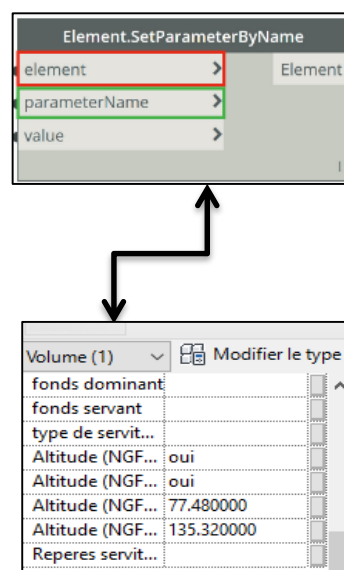 Element.SetParameterByName
element > Element
parameterName >
value >
Volume (1) Modifier le type
fonds dominant
fonds servant
type de servit...
Altitude (NGF... oui
Altitude (NGF... oui
Altitude (NGF... 77.480000
Altitude (NGF... 135.320000
Reperes servit...